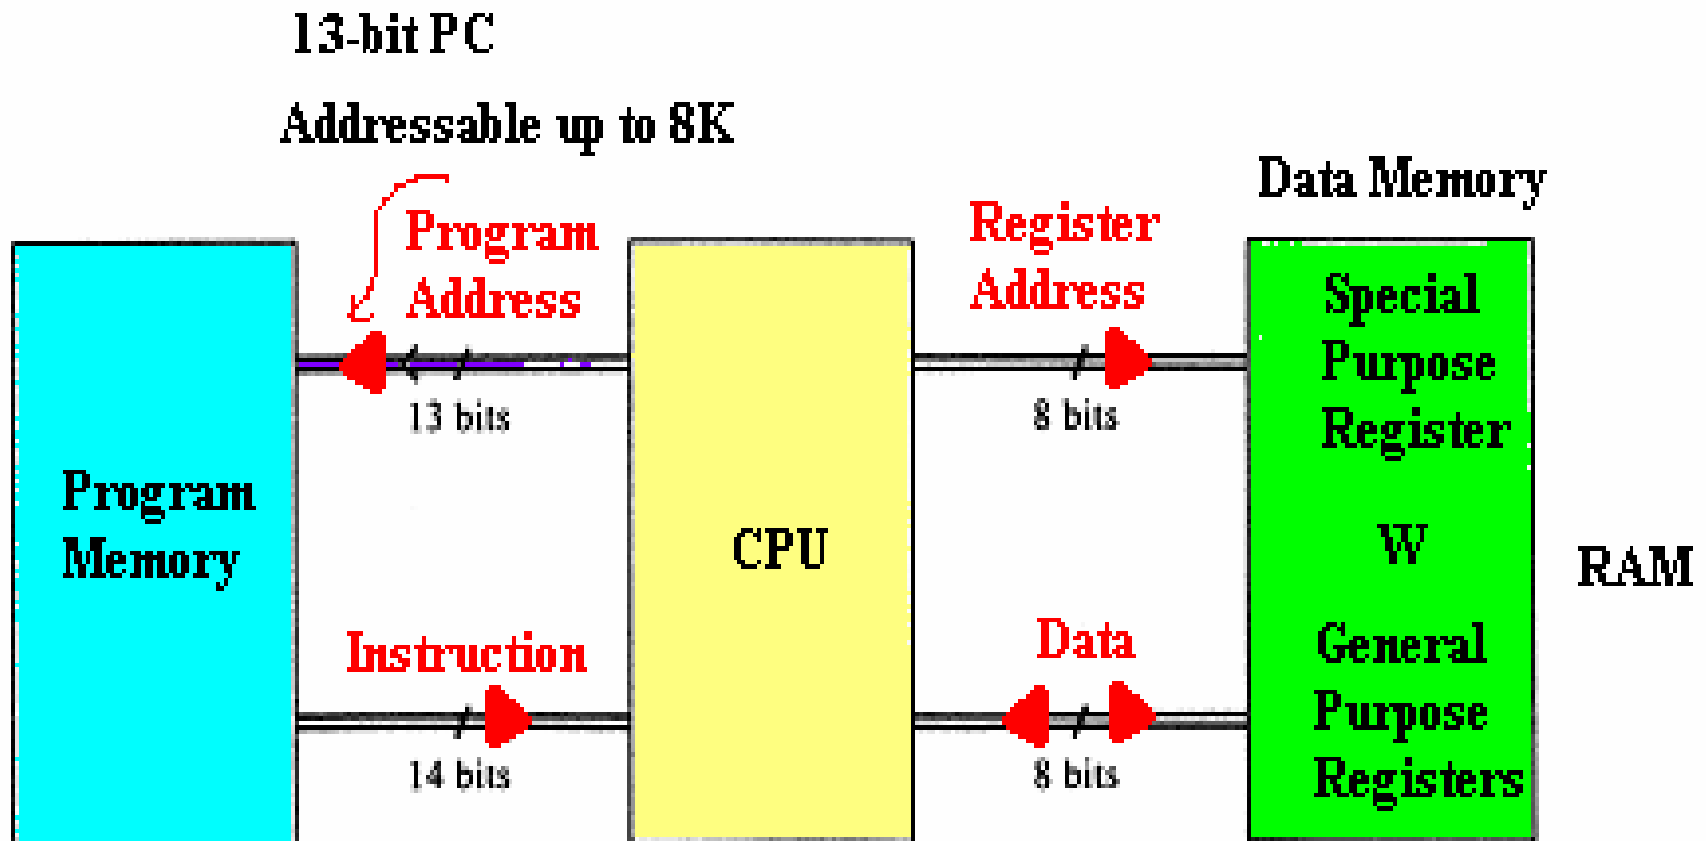 13-bit PC
Addressable up to 8K
Program
Address
13 bits
Register
Address
8 bits
Data Memory
Special
Purpose
Register
W
General
Purpose
Registers
RAM
Program
Memory
CPU
Instruction
14 bits
Data
8 bits